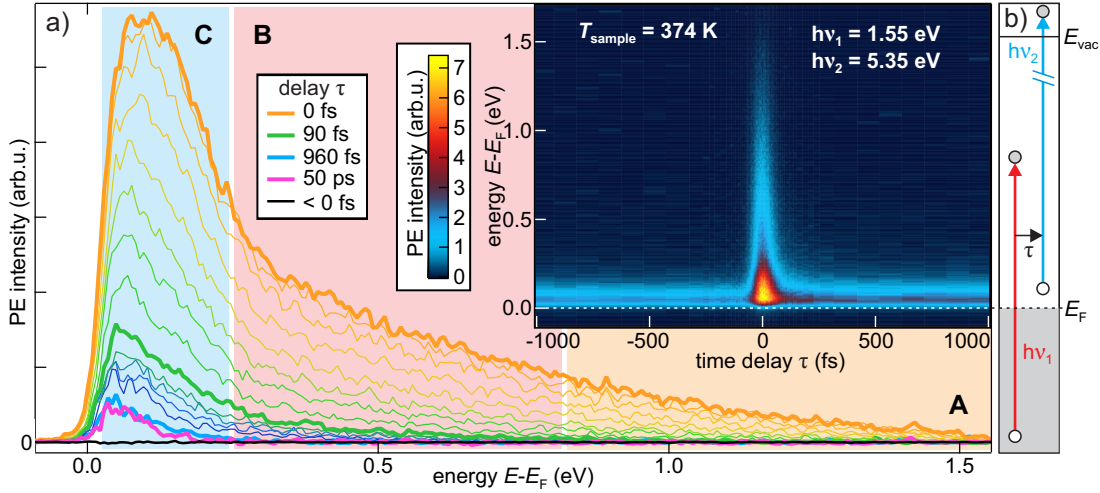 a)
C
B
A
delay τ
0 fs
90 fs
960 fs
50 ps
< 0 fs
PE intensity (arb.u.)
7
6
5
4
3
2
1
0
T_sample = 374 K
hν₁ = 1.55 eV
hν₂ = 5.35 eV
energy E-E_F (eV)
1.5
1.0
0.5
0.0
-1000
-500
0
500
1000
time delay τ (fs)
PE intensity (arb.u.)
0
0.0
0.5
1.0
1.5
energy E-E_F (eV)
b)
E_vac
hν₂
τ
E_F
hν₁